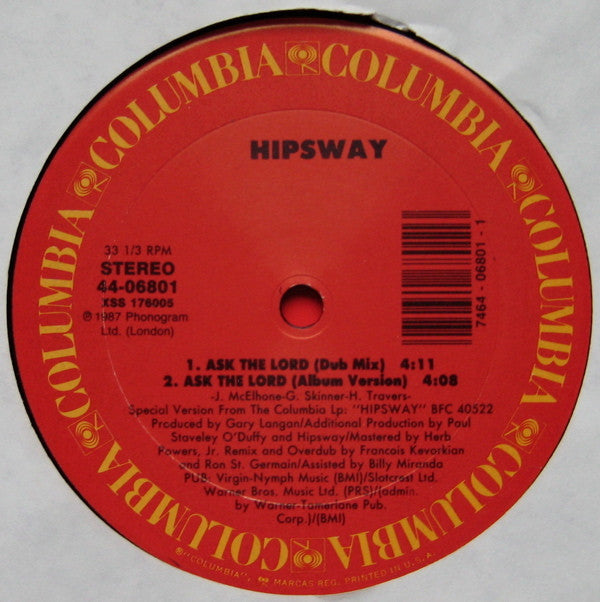 COLUMBIA COLUMBIA COLUMBIA COLUMBIA COLUMBIA COLUMBIA COLUMBIA COLUMBIA COLUMBIA
HIPSWAY
33 1/3 RPM
STEREO
44-06801
XSS 176005
℗ 1987 Phonogram
Ltd. (London)
7464 - 06801 - 1
1. ASK THE LORD (Dub Mix) 4:11
2. ASK THE LORD (Album Version) 4:08
-J. McElhone-G. Skinner-H. Travers-
Special Version From The Columbia Lp: "HIPSWAY" BFC 40522
Produced by Gary Langan/Additional Production by Paul
Staveley O'Duffy and Hipsway/Mastered by Herb
Powers, Jr. Remix and Overdub by Francois Kevorkian
and Ron St. Germain/Assisted by Billy Miranda
PUB: Virgin-Nymph Music (BMI)/Slotcrest Ltd.
Warner Bros. Music Ltd. (PRS)/(admin.
by Warner-Tamerlane Pub.
Corp.)/(BMI)
®"COLUMBIA", MARCAS REG. PRINTED IN U.S.A.